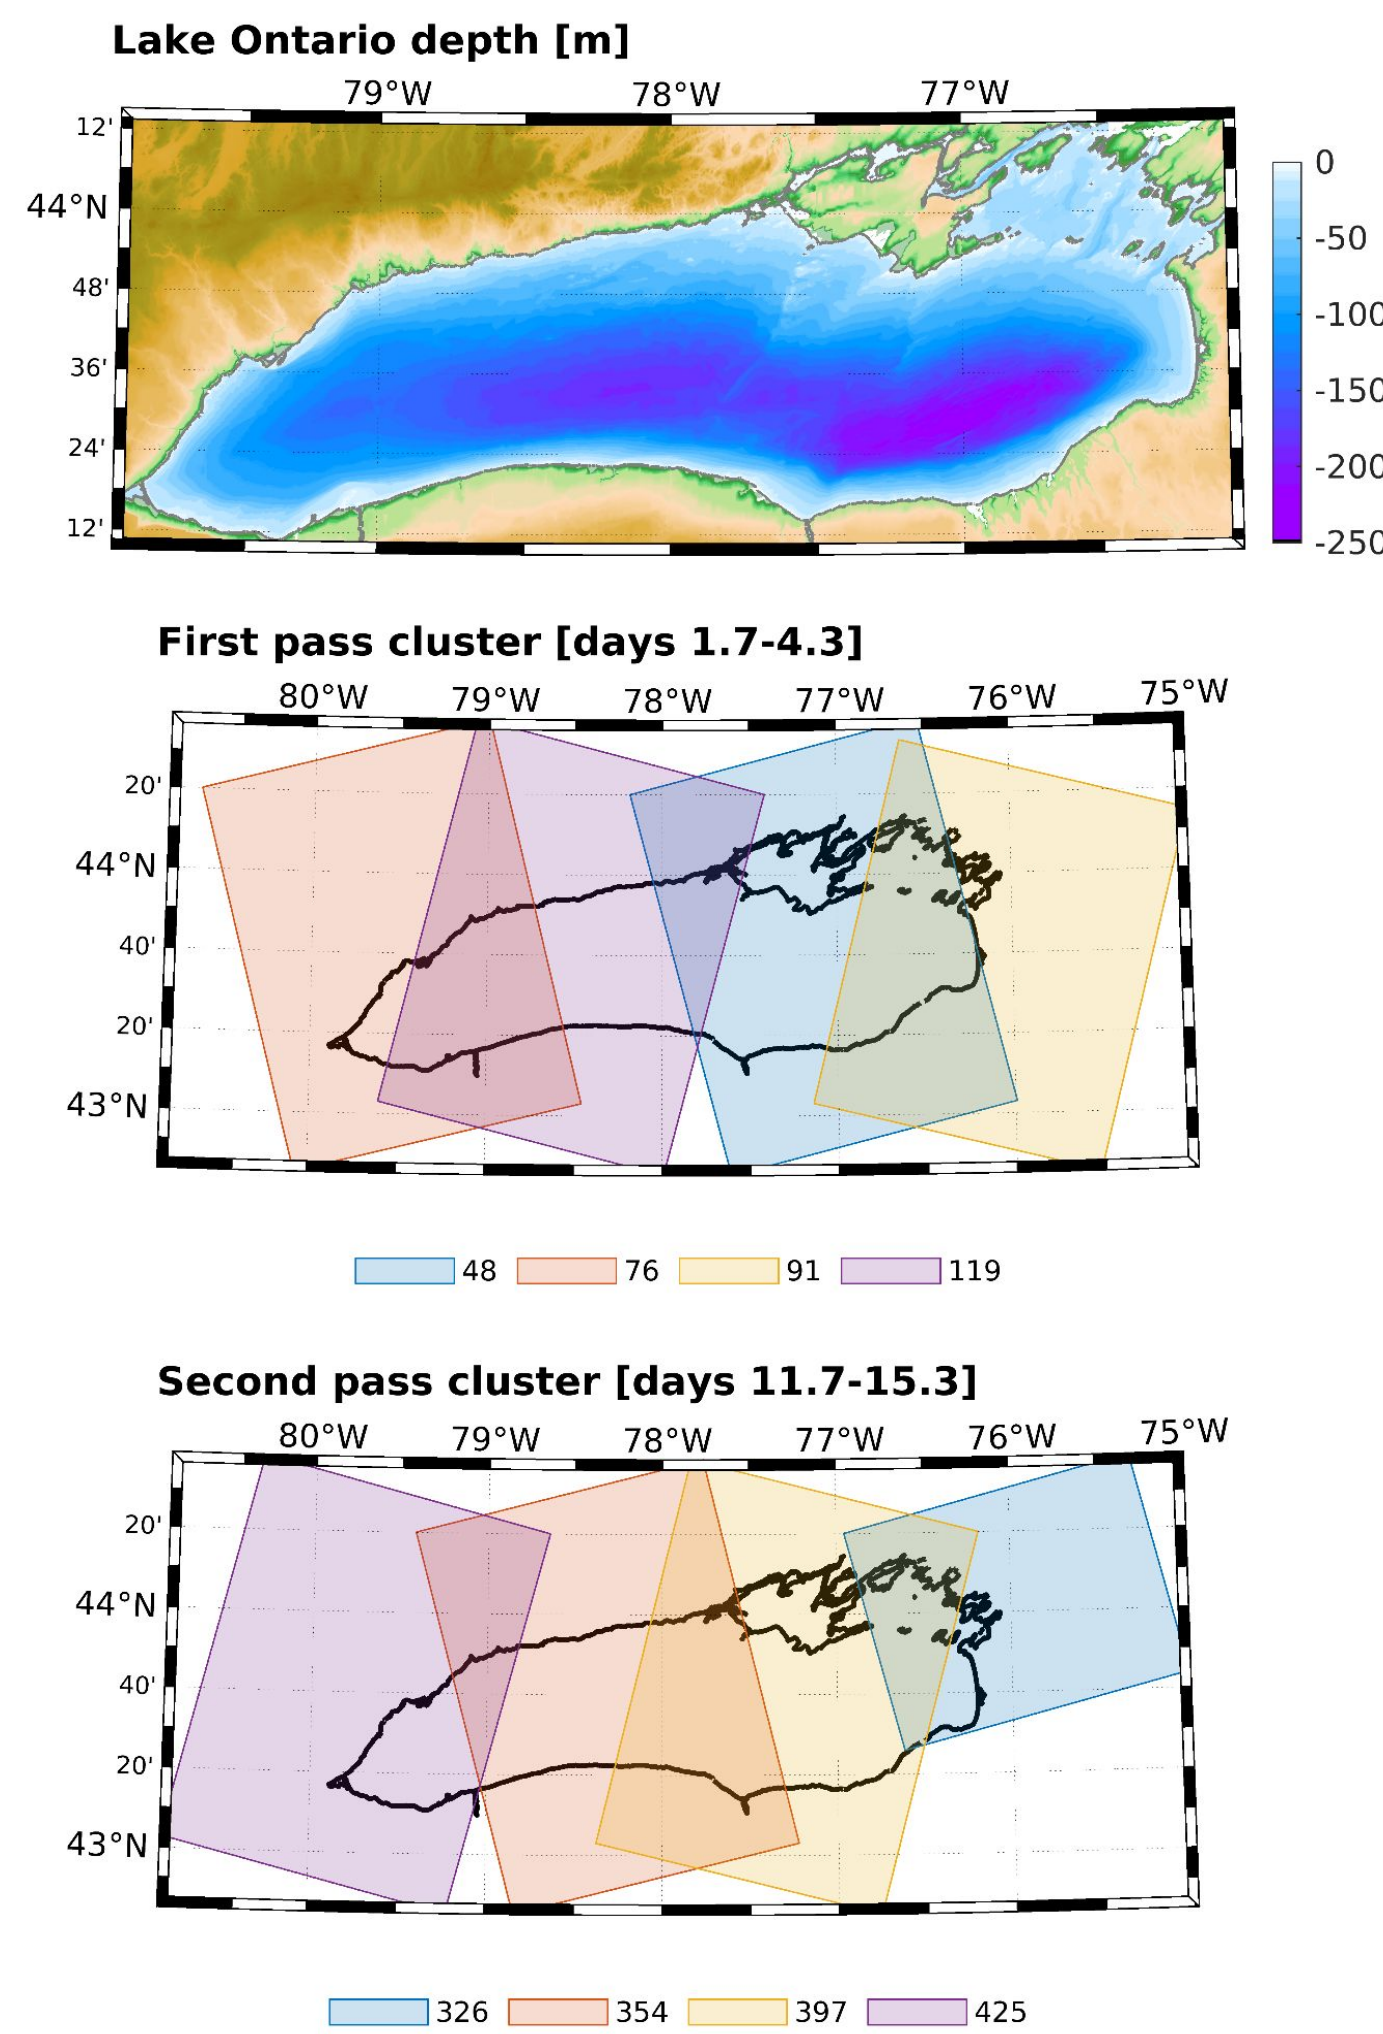 Lake Ontario depth [m]
79°W 78°W 77°W
12'
44°N
48'
36'
24'
12'
0
-50
-100
-150
-200
-250
First pass cluster [days 1.7-4.3]
80°W 79°W 78°W 77°W 76°W 75°W
20'
44°N
40'
20'
43°N
48 76 91 119
Second pass cluster [days 11.7-15.3]
80°W 79°W 78°W 77°W 76°W 75°W
20'
44°N
40'
20'
43°N
326 354 397 425